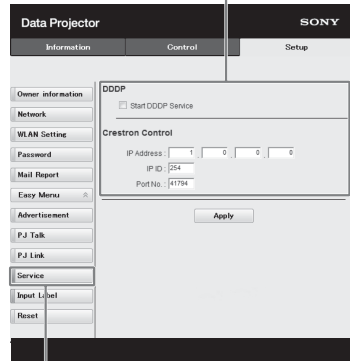 Data Projector
SONY
Information Control Setup
Owner information
Network
WLAN Setting
Password
Mail Report
Easy Menu
Advertisement
PJ Talk
PJ Link
Service
Input Label
Reset
DDDP
Start DDDP Service
Crestron Control
IP Address : 1 . 0 . 0 . 0
IP ID : 254
Port No. : 41794
Apply